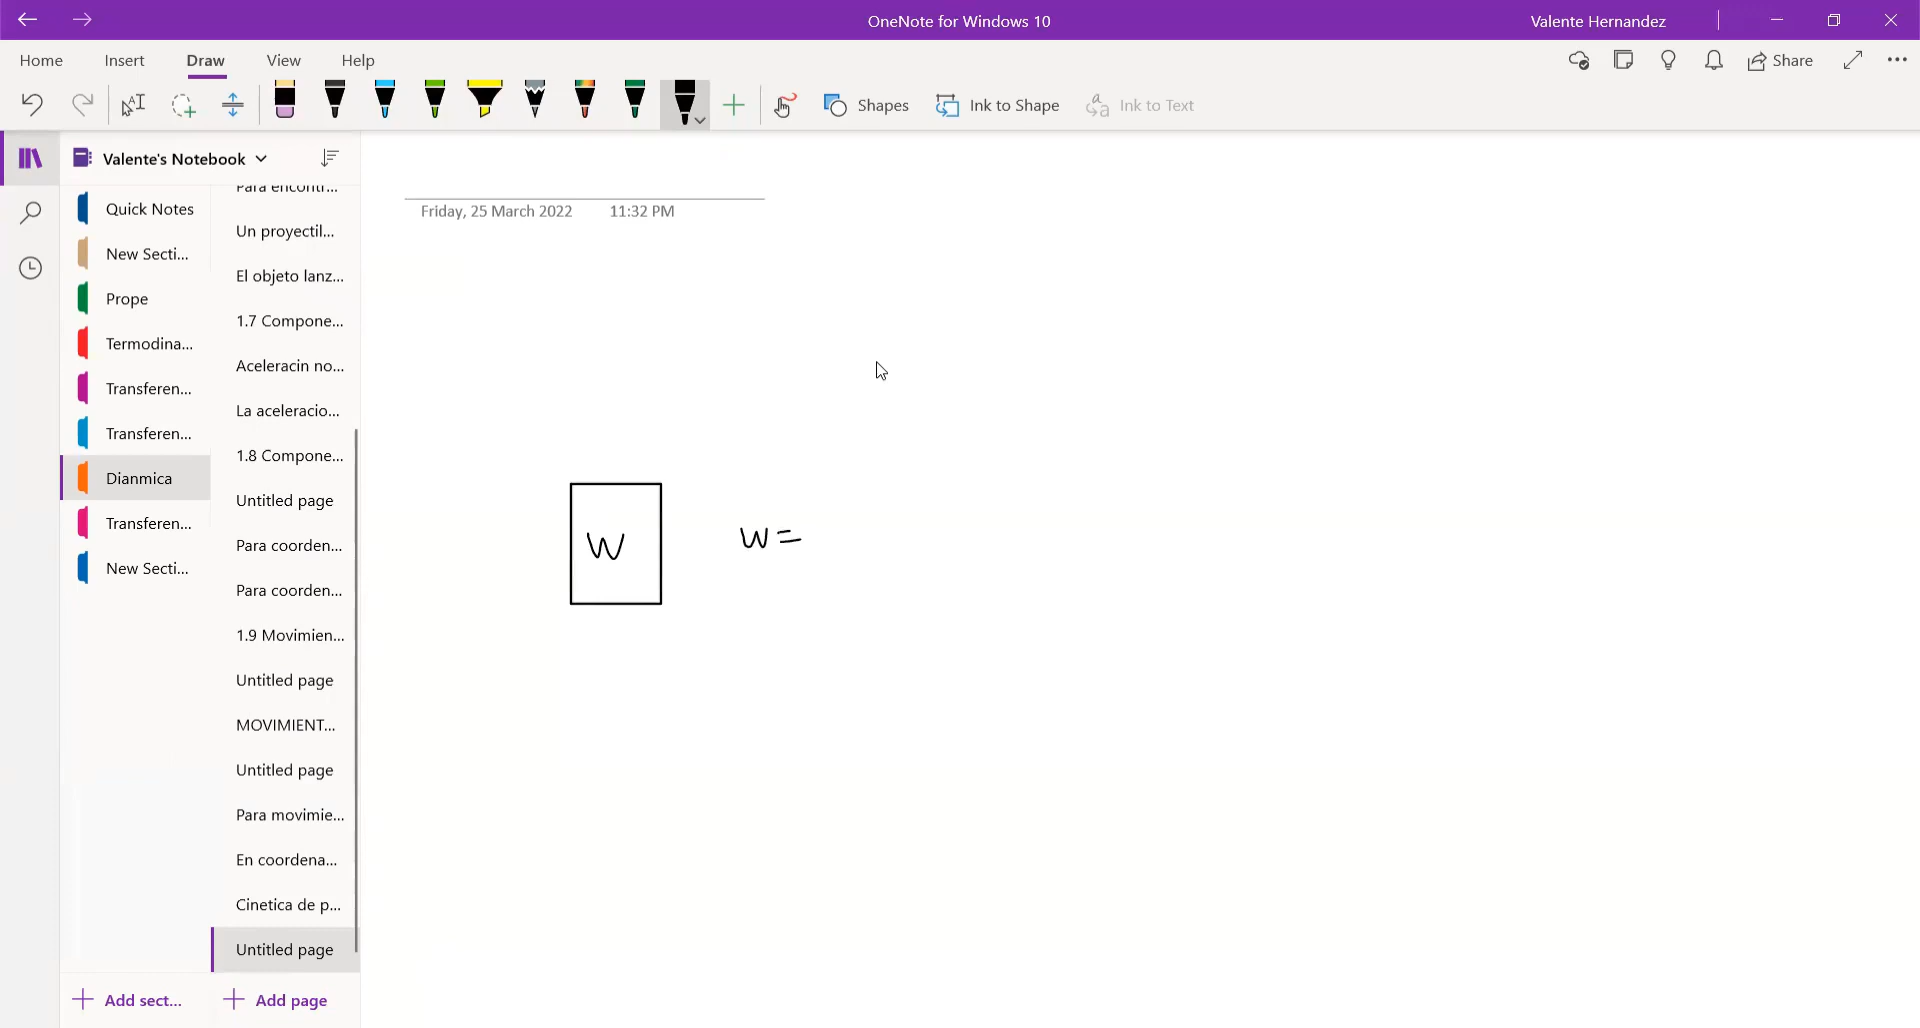 OneNote for Windows 10
Valente Hernandez
Home Insert Draw View Help
Share
Shapes Ink to Shape Ink to Text
Valente's Notebook
Quick Notes
New Secti...
Prope
Termodina...
Transferen...
Transferen...
Dianmica
Transferen...
New Secti...
Add sect...
Para encontr...
Un proyectil...
El objeto lanz...
1.7 Compone...
Aceleracin no...
La aceleracio...
1.8 Compone...
Untitled page
Para coorden...
Para coorden...
1.9 Movimien...
Untitled page
MOVIMIENT...
Untitled page
Para movimie...
En coordena...
Cinetica de p...
Untitled page
Add page
Friday, 25 March 2022 11:32 PM
W
W =